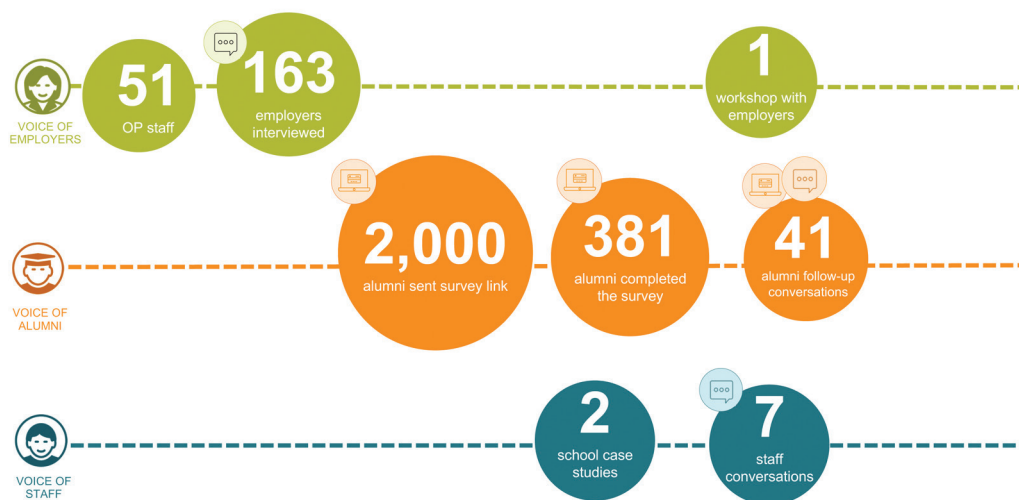 VOICE OF
EMPLOYERS
51
OP staff
163
employers
interviewed
1
workshop with
employers
VOICE OF
ALUMNI
2,000
alumni sent survey link
381
alumni completed
the survey
41
alumni follow-up
conversations
VOICE OF
STAFF
2
school case
studies
7
staff
conversations